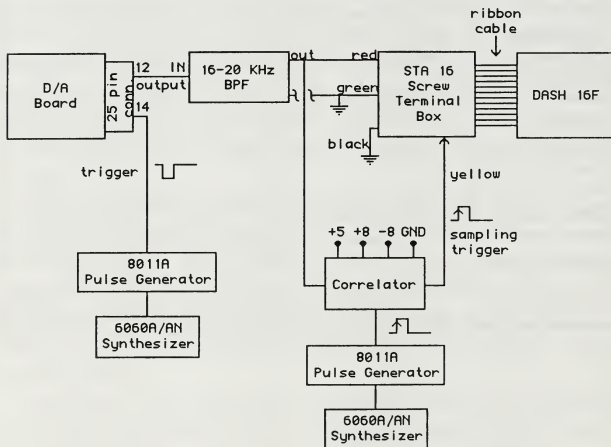 ribbon
cable
D/A
Board
25 pin
conn.
12
14
IN
output
16-20 KHz
BPF
out
red
green
black
STA 16
Screw
Terminal
Box
DASH 16F
trigger
yellow
sampling
trigger
+5 +8 -8 GND
Correlator
8011A
Pulse Generator
6060A/AN
Synthesizer
8011A
Pulse Generator
6060A/AN
Synthesizer